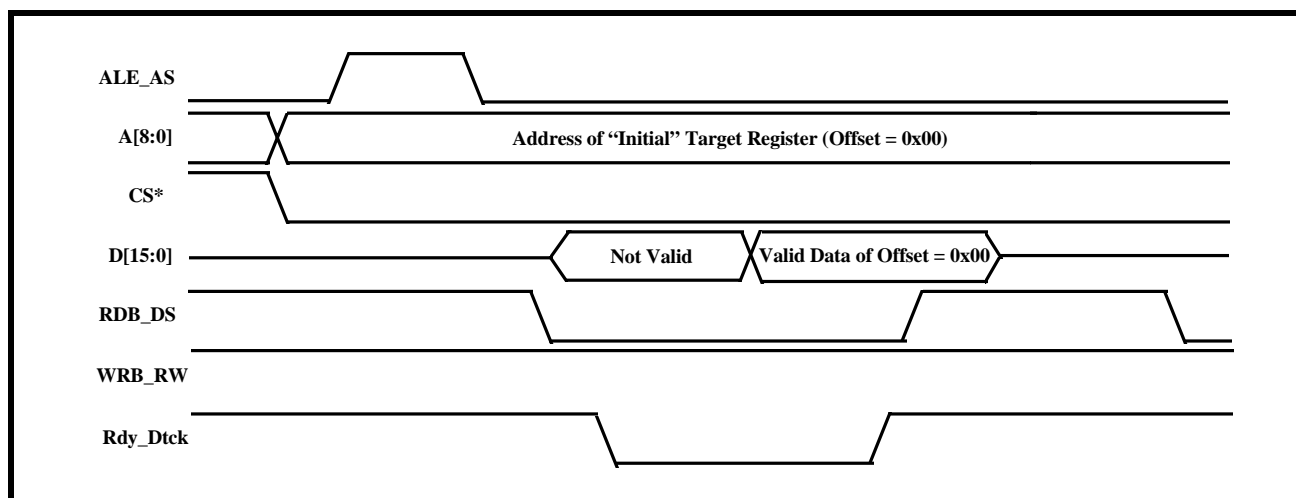 ALE_AS
A[8:0]
Address of “Initial” Target Register (Offset = 0x00)
CS*
D[15:0]
Not Valid
Valid Data of Offset = 0x00
RDB_DS
WRB_RW
Rdy_Dtck